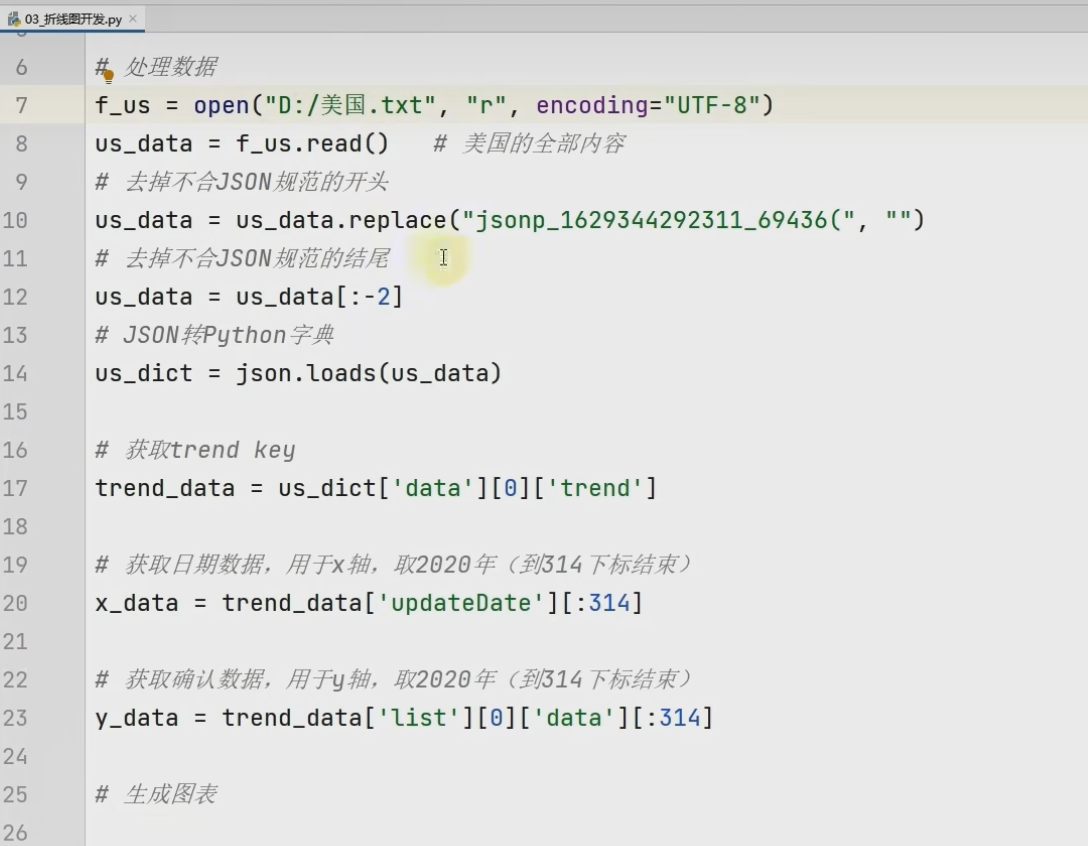 03_折线图开发.py ×
6 # 处理数据
7 f_us = open("D:/美国.txt", "r", encoding="UTF-8")
8 us_data = f_us.read()   # 美国的全部内容
9 # 去掉不合JSON规范的开头
10 us_data = us_data.replace("jsonp_1629344292311_69436(", "")
11 # 去掉不合JSON规范的结尾
12 us_data = us_data[:-2]
13 # JSON转Python字典
14 us_dict = json.loads(us_data)
15
16 # 获取trend key
17 trend_data = us_dict['data'][0]['trend']
18
19 # 获取日期数据，用于x轴，取2020年（到314下标结束）
20 x_data = trend_data['updateDate'][:314]
21
22 # 获取确认数据，用于y轴，取2020年（到314下标结束）
23 y_data = trend_data['list'][0]['data'][:314]
24
25 # 生成图表
26